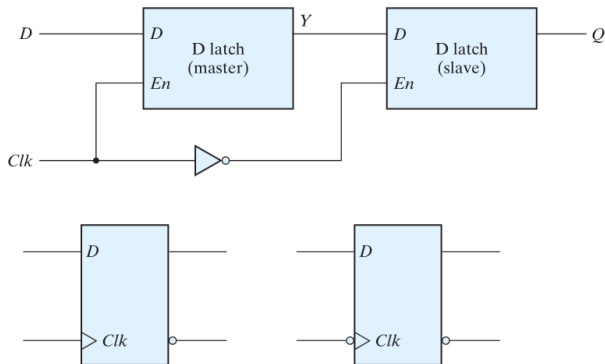 D
D
D latch
(master)
En
Y
D
D latch
(slave)
En
Q
Clk
D
Clk
D
Clk